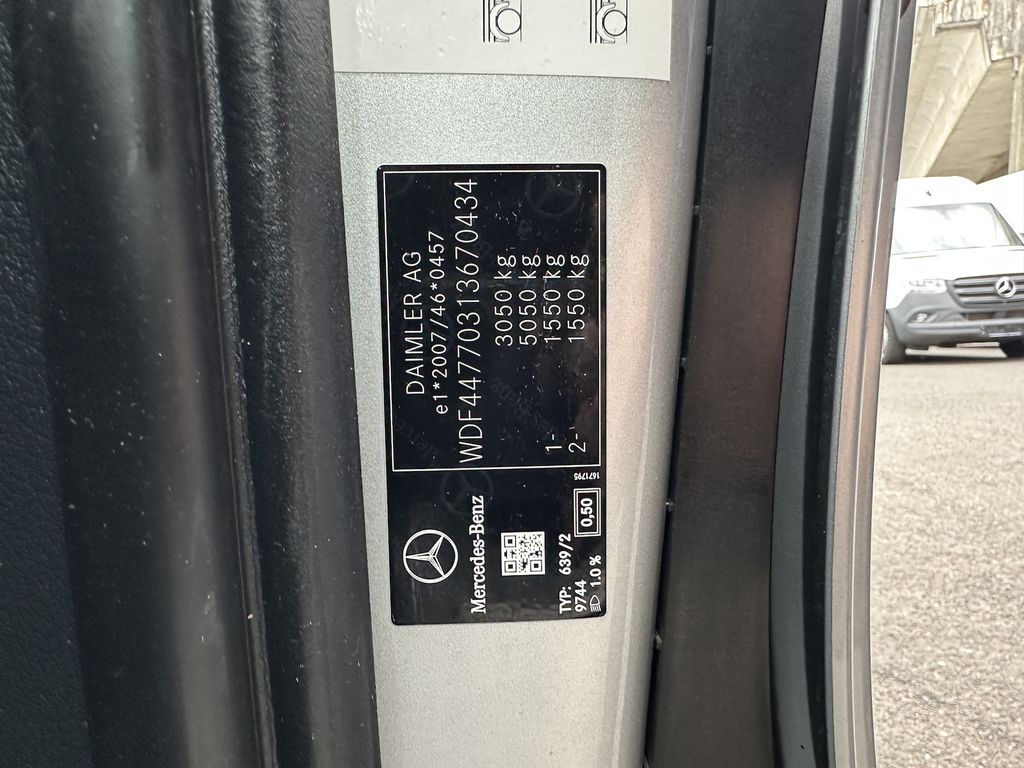 DAIMLER AG
e1*2007/46*0457
WDF44770313670434
3050 kg
5050 kg
1- 1550 kg
2- 1550 kg
Mercedes-Benz
TYP: 639/2
9744
1.0 %
0,50
1671795